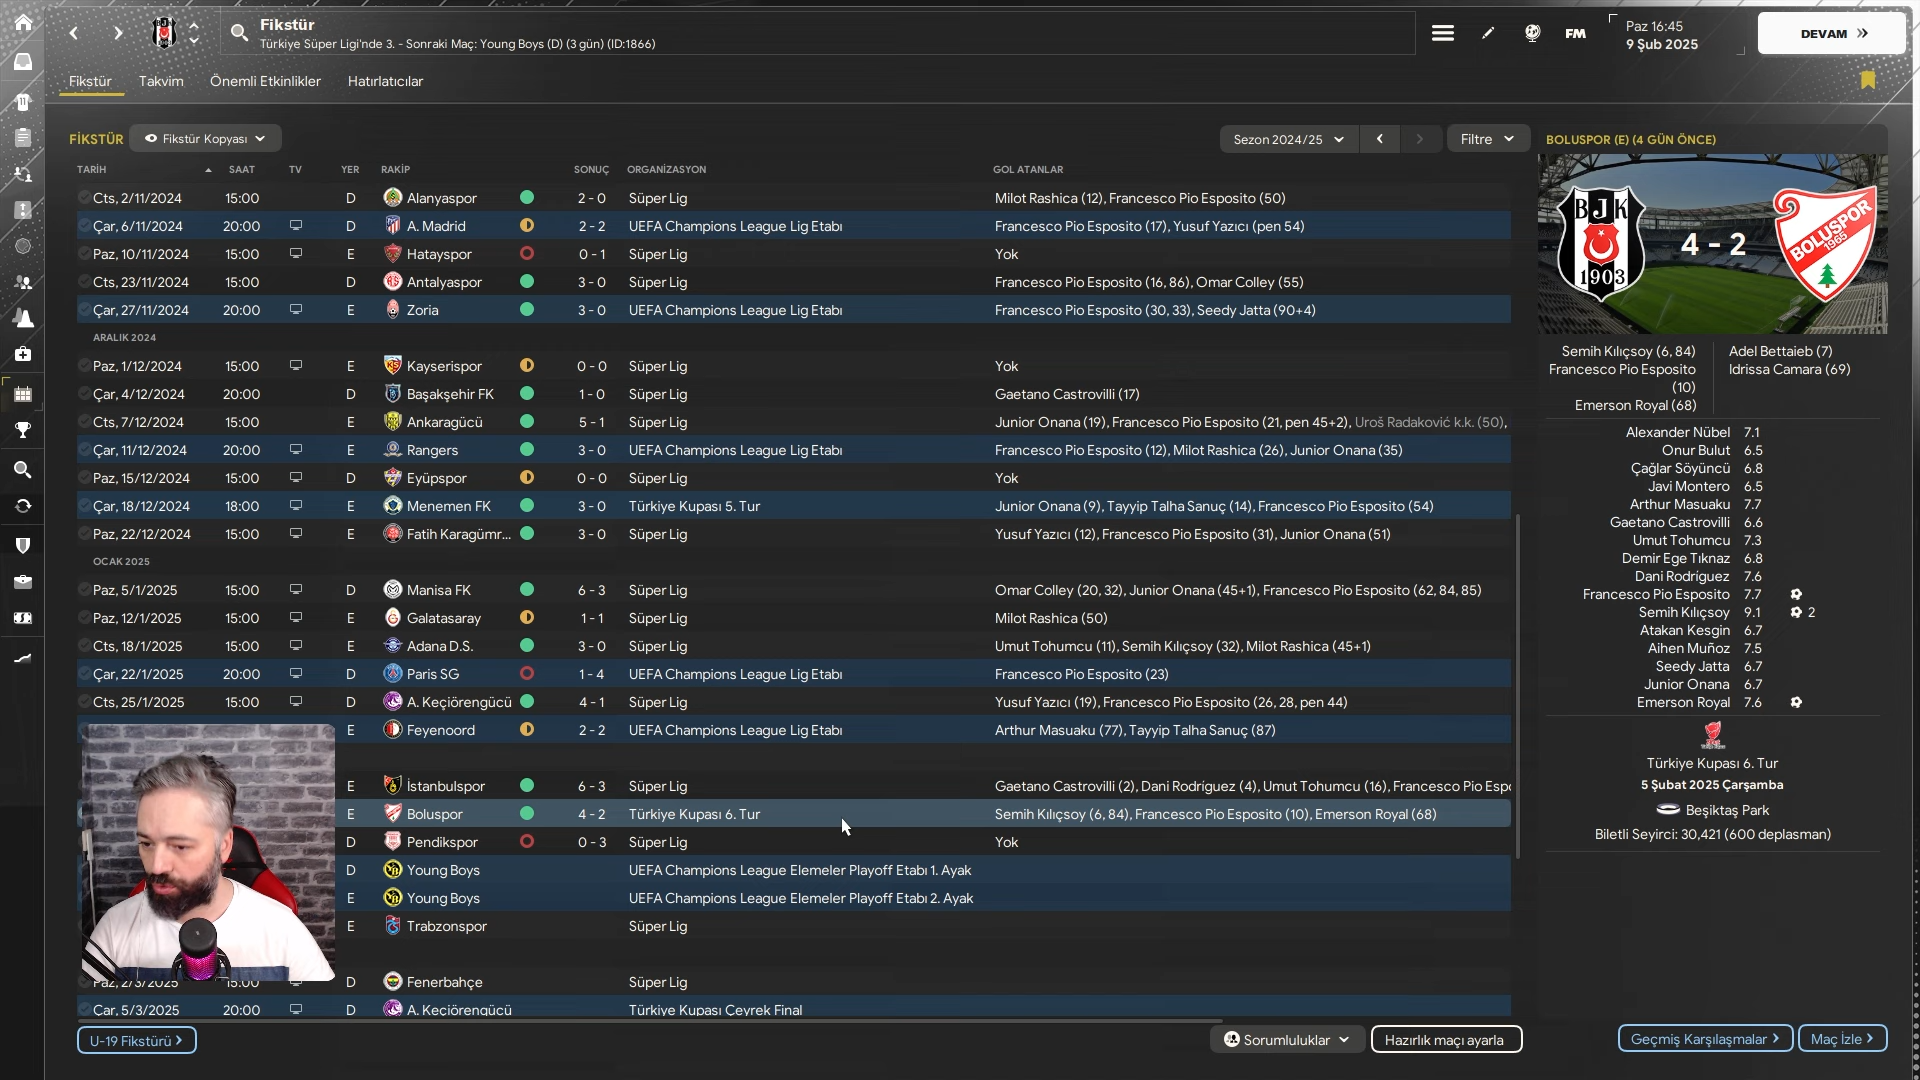 Fikstür
Türkiye Süper Ligi'nde 3. - Sonraki Maç: Young Boys (D) (3 gün) (ID:1866)
FM
Paz 16:45
9 Şub 2025
DEVAM
Fikstür Takvim Önemli Etkinlikler Hatırlatıcılar
FİKSTÜR Fikstür Kopyası
Sezon 2024/25 Filtre
TARİH SAAT TV YER RAKİP SONUÇ ORGANİZASYON GOL ATANLAR
Cts, 2/11/2024 15:00 D Alanyaspor 2 - 0 Süper Lig Milot Rashica (12), Francesco Pio Esposito (50)
Çar, 6/11/2024 20:00 D A. Madrid 2 - 2 UEFA Champions League Lig Etabı Francesco Pio Esposito (17), Yusuf Yazıcı (pen 54)
Paz, 10/11/2024 15:00 E Hatayspor 0 - 1 Süper Lig Yok
Cts, 23/11/2024 15:00 D Antalyaspor 3 - 0 Süper Lig Francesco Pio Esposito (16, 86), Omar Colley (55)
Çar, 27/11/2024 20:00 E Zoria 3 - 0 UEFA Champions League Lig Etabı Francesco Pio Esposito (30, 33), Seedy Jatta (90+4)
ARALIK 2024
Paz, 1/12/2024 15:00 E Kayserispor 0 - 0 Süper Lig Yok
Çar, 4/12/2024 20:00 D Başakşehir FK 1 - 0 Süper Lig Gaetano Castrovilli (17)
Cts, 7/12/2024 15:00 E Ankaragücü 5 - 1 Süper Lig Junior Onana (19), Francesco Pio Esposito (21, pen 45+2), Uroš Radaković k.k. (50),
Çar, 11/12/2024 20:00 E Rangers 3 - 0 UEFA Champions League Lig Etabı Francesco Pio Esposito (12), Milot Rashica (26), Junior Onana (35)
Paz, 15/12/2024 15:00 D Eyüpspor 0 - 0 Süper Lig Yok
Çar, 18/12/2024 18:00 E Menemen FK 3 - 0 Türkiye Kupası 5. Tur Junior Onana (9), Tayyip Talha Sanuç (14), Francesco Pio Esposito (54)
Paz, 22/12/2024 15:00 E Fatih Karagümr... 3 - 0 Süper Lig Yusuf Yazıcı (12), Francesco Pio Esposito (31), Junior Onana (51)
OCAK 2025
Paz, 5/1/2025 15:00 D Manisa FK 6 - 3 Süper Lig Omar Colley (20, 32), Junior Onana (45+1), Francesco Pio Esposito (62, 84, 85)
Paz, 12/1/2025 15:00 E Galatasaray 1 - 1 Süper Lig Milot Rashica (50)
Cts, 18/1/2025 15:00 E Adana D.S. 3 - 0 Süper Lig Umut Tohumcu (11), Semih Kılıçsoy (32), Milot Rashica (45+1)
Çar, 22/1/2025 20:00 D Paris SG 1 - 4 UEFA Champions League Lig Etabı Francesco Pio Esposito (23)
Cts, 25/1/2025 15:00 D A. Keçiörengücü 4 - 1 Süper Lig Yusuf Yazıcı (19), Francesco Pio Esposito (26, 28, pen 44)
E Feyenoord 2 - 2 UEFA Champions League Lig Etabı Arthur Masuaku (77), Tayyip Talha Sanuç (87)
E İstanbulspor 6 - 3 Süper Lig Gaetano Castrovilli (2), Dani Rodríguez (4), Umut Tohumcu (16), Francesco Pio Espo
E Boluspor 4 - 2 Türkiye Kupası 6. Tur Semih Kılıçsoy (6, 84), Francesco Pio Esposito (10), Emerson Royal (68)
D Pendikspor 0 - 3 Süper Lig Yok
D Young Boys UEFA Champions League Elemeler Playoff Etabı 1. Ayak
E Young Boys UEFA Champions League Elemeler Playoff Etabı 2. Ayak
E Trabzonspor Süper Lig
Paz, 2/3/2025 15:00 D Fenerbahçe Süper Lig
Çar, 5/3/2025 20:00 D A. Keçiörengücü Türkiye Kupası Çeyrek Final
U-19 Fikstürü
Sorumluluklar Hazırlık maçı ayarla
BOLUSPOR (E) (4 GÜN ÖNCE)
BJK
1903
4 - 2
BOLUSPOR
1965
Semih Kılıçsoy (6, 84)
Francesco Pio Esposito
(10)
Emerson Royal (68)
Adel Bettaieb (7)
Idrissa Camara (69)
Alexander Nübel 7.1
Onur Bulut 6.5
Çağlar Söyüncü 6.8
Javi Montero 6.5
Arthur Masuaku 7.7
Gaetano Castrovilli 6.6
Umut Tohumcu 7.3
Demir Ege Tıknaz 6.8
Dani Rodríguez 7.6
Francesco Pio Esposito 7.7
Semih Kılıçsoy 9.1 2
Atakan Kesgin 6.7
Aihen Muñoz 7.5
Seedy Jatta 6.7
Junior Onana 6.7
Emerson Royal 7.6
Türkiye Kupası 6. Tur
5 Şubat 2025 Çarşamba
Beşiktaş Park
Biletli Seyirci: 30,421 (600 deplasman)
Geçmiş Karşılaşmalar Maç İzle